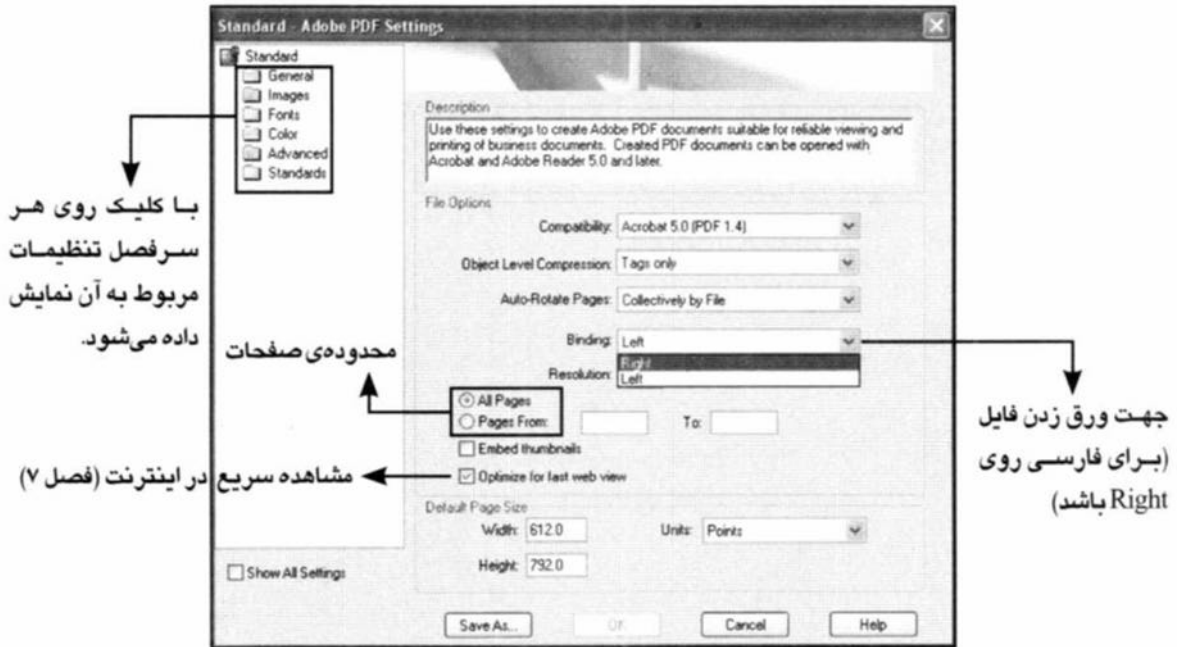 Standard - Adobe PDF Settings
Standard
General
Images
Fonts
Color
Advanced
Standards
Description
Use these settings to create Adobe PDF documents suitable for reliable viewing and
printing of business documents. Created PDF documents can be opened with
Acrobat and Adobe Reader 5.0 and later.
File Options
Compatibility: Acrobat 5.0 (PDF 1.4)
Object Level Compression: Tags only
Auto-Rotate Pages: Collectively by File
Binding: Left
Right
Left
Resolution:
All Pages
Pages From: To:
Embed thumbnails
Optimize for fast web view
Default Page Size
Width: 612.0 Units: Points
Height: 792.0
Show All Settings
Save As... OK Cancel Help
با کلیک روی هر
سرفصل تنظیمات
مربوط به آن نمایش
داده می‌شود.
محدوده‌ی صفحات
مشاهده سریع در اینترنت (فصل ۷)
جهت ورق زدن فایل
(برای فارسی روی
Right باشد)